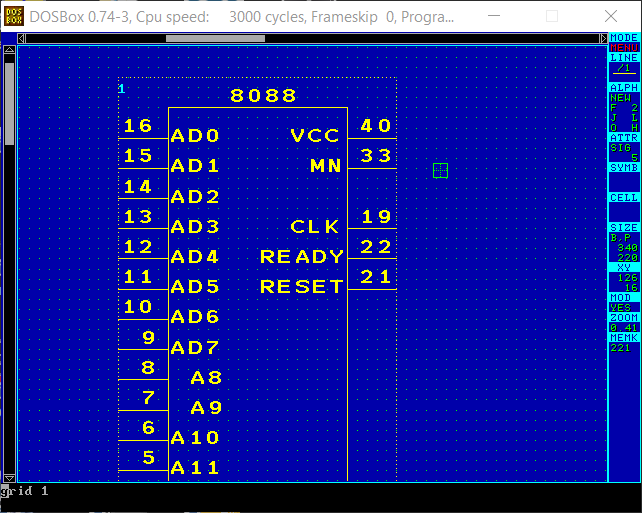 DOSBox 0.74-3, Cpu speed: 3000 cycles, Frameskip 0, Progra...
1
8088
16 AD0 VCC 40
15 AD1 MN 33
14 AD2
13 AD3 CLK 19
12 AD4 READY 22
11 AD5 RESET 21
10 AD6
9 AD7
8 A8
7 A9
6 A10
5 A11
MODE
MENU
LINE
/1
ALPH
NEW
F 2
J L
O H
ATTR
SIG
5
SYMB
CELL
SIZE
B.P
340
220
XY
126
16
MOD
YES
ZOOM
0.41
MEMK
221
grid 1